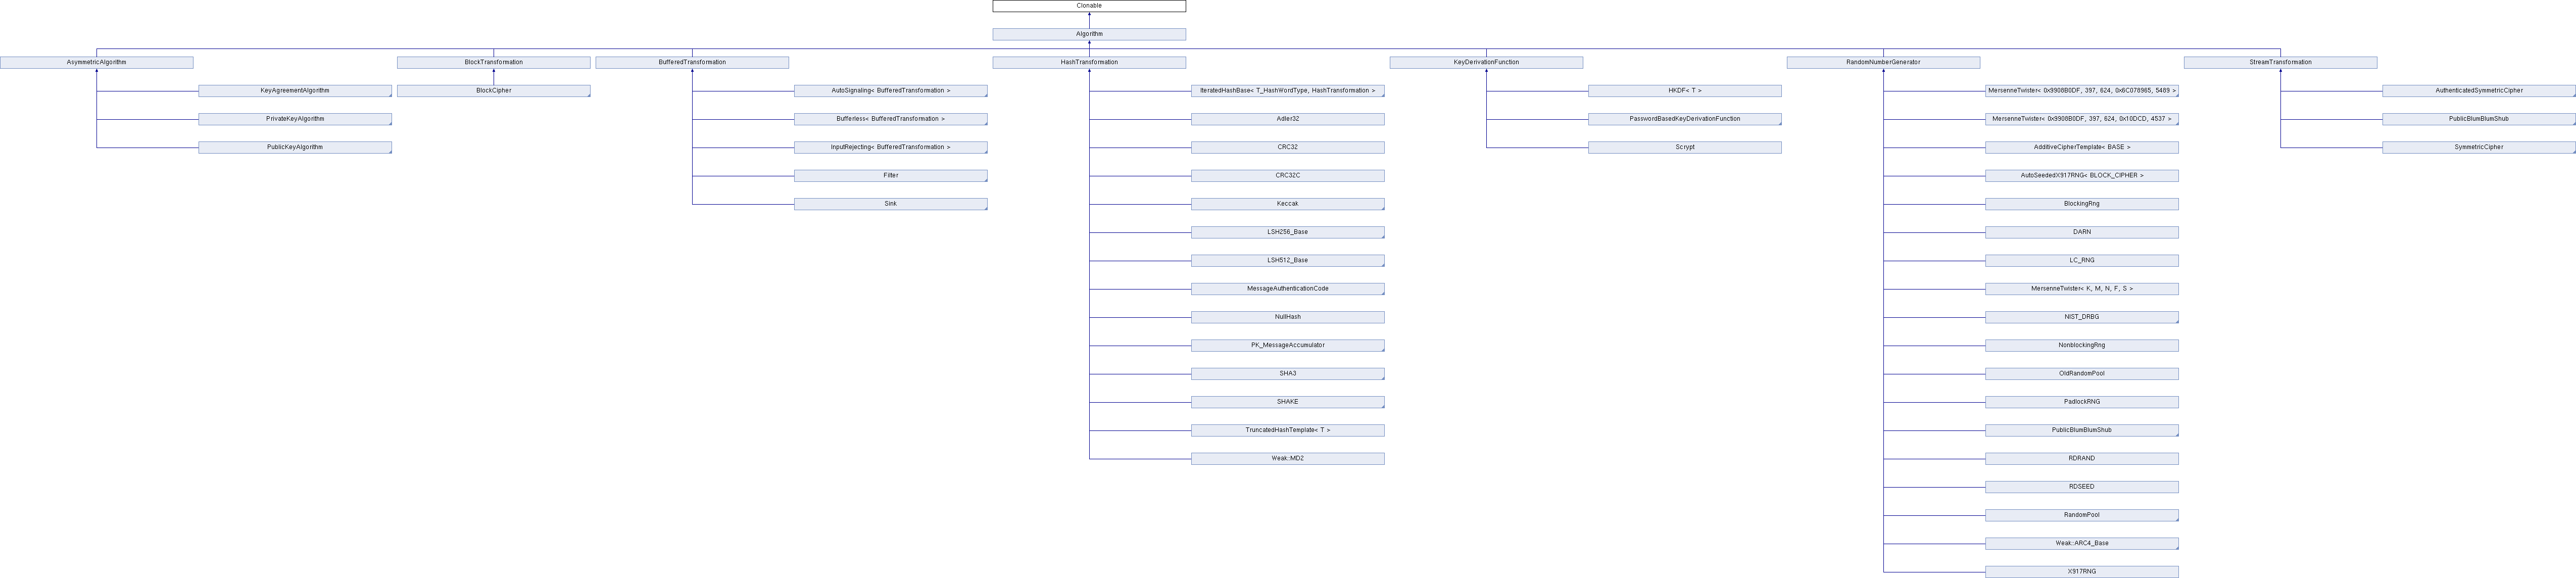 Clonable
Algorithm
AsymmetricAlgorithm
BlockTransformation
BufferedTransformation
HashTransformation
KeyDerivationFunction
RandomNumberGenerator
StreamTransformation
KeyAgreementAlgorithm
PrivateKeyAlgorithm
PublicKeyAlgorithm
BlockCipher
AutoSignaling< BufferedTransformation >
Bufferless< BufferedTransformation >
InputRejecting< BufferedTransformation >
Filter
Sink
IteratedHashBase< T_HashWordType, HashTransformation >
Adler32
CRC32
CRC32C
Keccak
LSH256_Base
LSH512_Base
MessageAuthenticationCode
NullHash
PK_MessageAccumulator
SHA3
SHAKE
TruncatedHashTemplate< T >
Weak::MD2
HKDF< T >
PasswordBasedKeyDerivationFunction
Scrypt
MersenneTwister< 0x9908B0DF, 397, 624, 0x6C078965, 5489 >
MersenneTwister< 0x9908B0DF, 397, 624, 0x10DCD, 4537 >
AdditiveCipherTemplate< BASE >
AutoSeededX917RNG< BLOCK_CIPHER >
BlockingRng
DARN
LC_RNG
MersenneTwister< K, M, N, F, S >
NIST_DRBG
NonblockingRng
OldRandomPool
PadlockRNG
PublicBlumBlumShub
RDRAND
RDSEED
RandomPool
Weak::ARC4_Base
X917RNG
AuthenticatedSymmetricCipher
PublicBlumBlumShub
SymmetricCipher